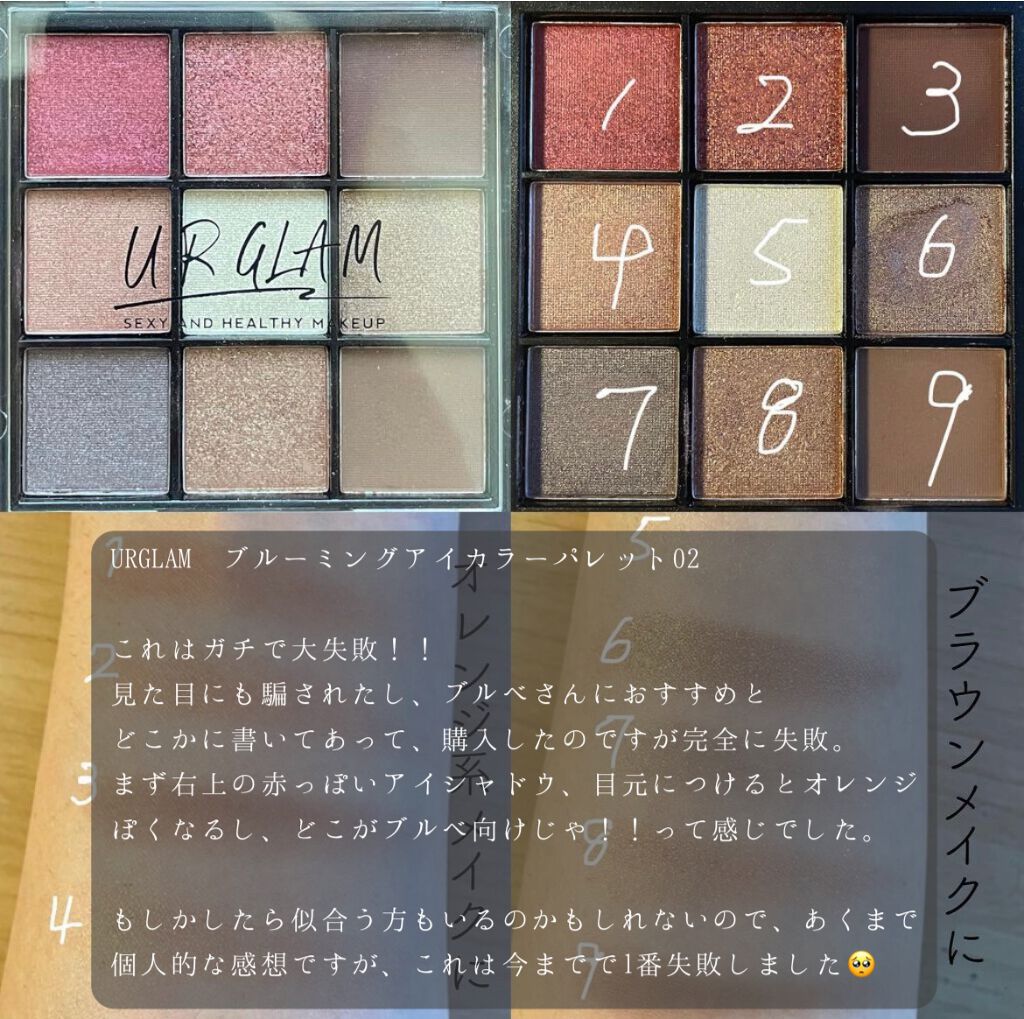 URGLAM
SEXY AND HEALTHY MAKEUP
1
2
3
4
5
6
7
8
9
URGLAM　ブルーミングアイカラーパレット02
これはガチで大失敗！！
見た目にも騙されたし、ブルベさんにおすすめと
どこかに書いてあって、購入したのですが完全に失敗。
まず右上の赤っぽいアイシャドウ、目元につけるとオレンジ
ぽくなるし、どこがブルベ向けじゃ！！って感じでした。
もしかしたら似合う方もいるのかもしれないので、あくまで
個人的な感想ですが、これは今までで1番失敗しました🥺
1
2
3
4
オレンジ系メイクに
5
6
7
8
9
ブラウンメイクに